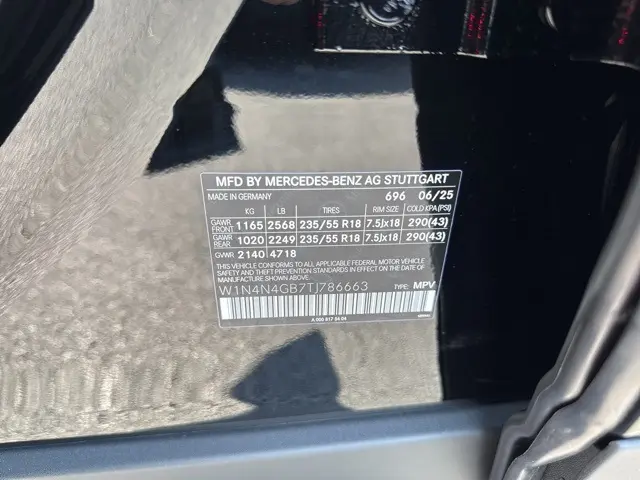 MFD BY MERCEDES-BENZ AG STUTTGART
MADE IN GERMANY 696 06/25
KG LB TIRES RIM SIZE COLD KPA(PSI)
GAWR FRONT 1165 2568 235/55 R18 7.5Jx18 290(43)
GAWR REAR 1020 2249 235/55 R18 7.5Jx18 290(43)
GVWR 2140 4718
THIS VEHICLE CONFORMS TO ALL APPLICABLE FEDERAL MOTOR VEHICLE
SAFETY AND THEFT PREVENTION STANDARDS IN EFFECT ON THE DATE
OF MANUFACTURE SHOWN ABOVE.
W1N4N4GB7TJ786663 TYPE: MPV